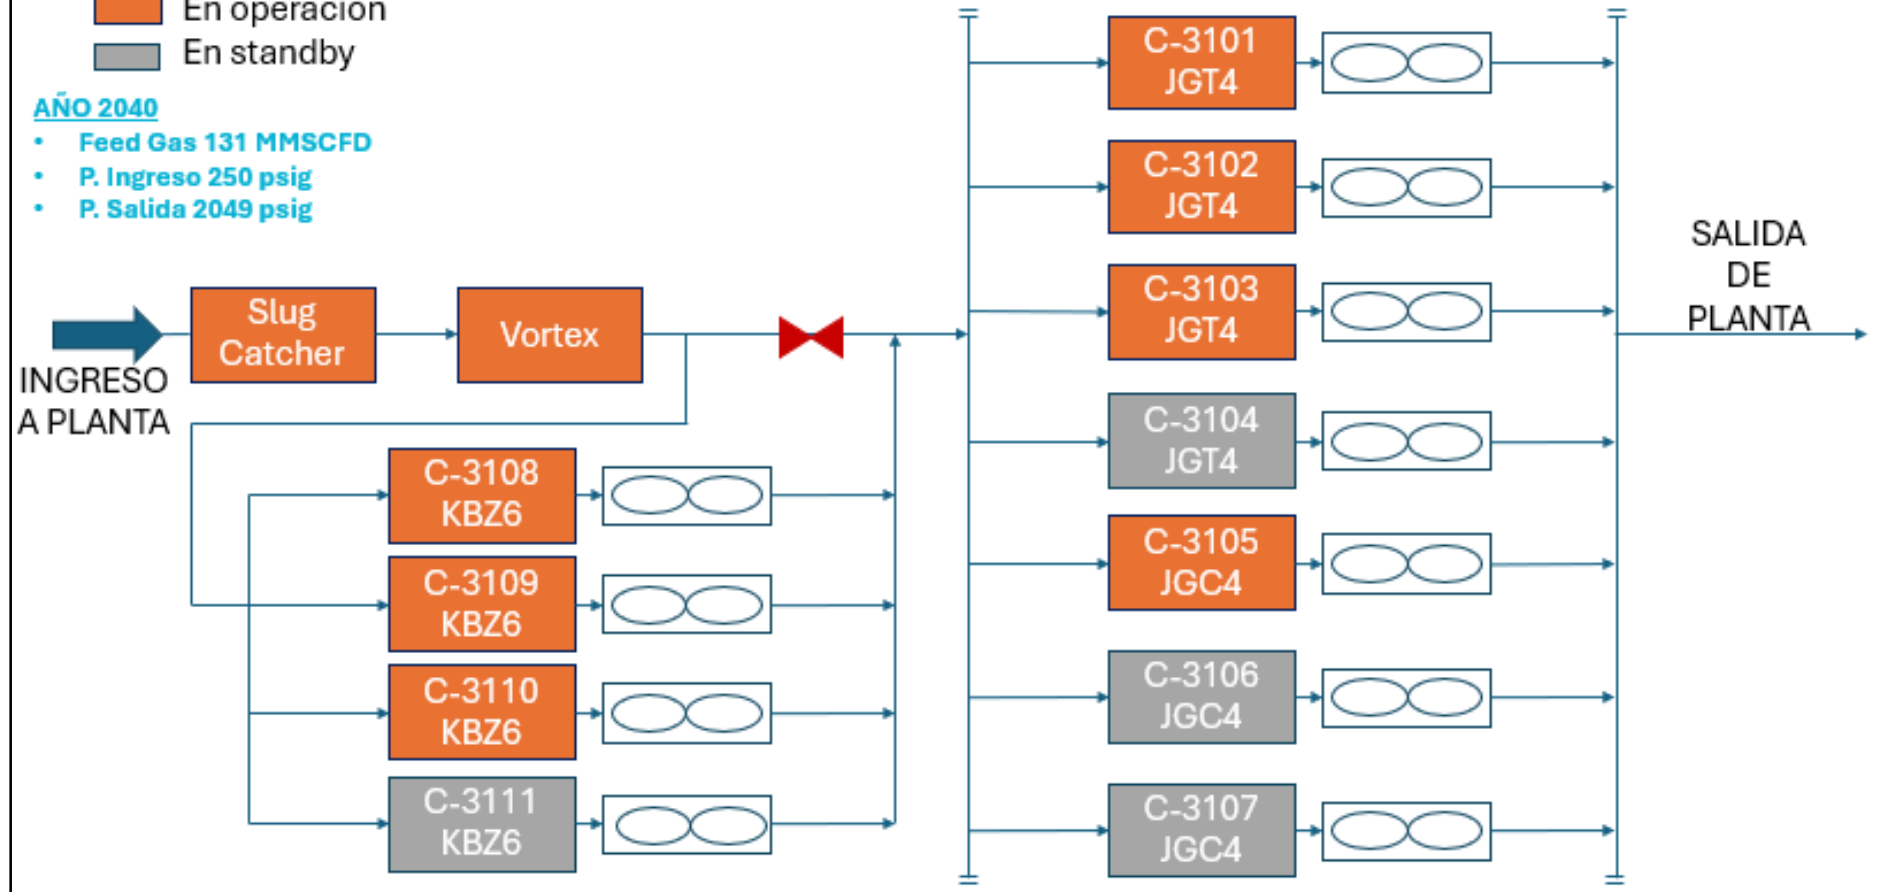 En operación
En standby
AÑO 2040
• Feed Gas 131 MMSCFD
• P. Ingreso 250 psig
• P. Salida 2049 psig
INGRESO
A PLANTA
Slug
Catcher
Vortex
C-3108
KBZ6
C-3109
KBZ6
C-3110
KBZ6
C-3111
KBZ6
C-3101
JGT4
C-3102
JGT4
C-3103
JGT4
C-3104
JGT4
C-3105
JGC4
C-3106
JGC4
C-3107
JGC4
SALIDA
DE
PLANTA